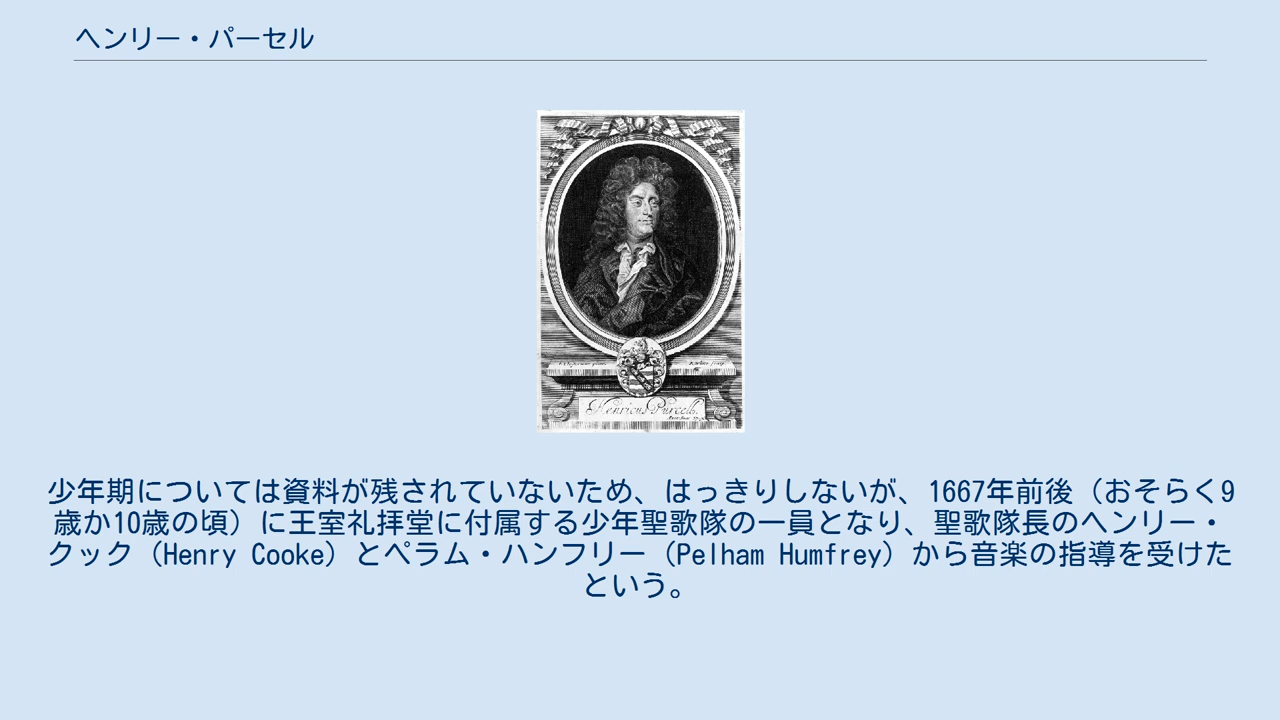 ヘンリー・パーセル
Henricus Purcell.
少年期については資料が残されていないため、はっきりしないが、1667年前後（おそらく9
歳か10歳の頃）に王室礼拝堂に付属する少年聖歌隊の一員となり、聖歌隊長のヘンリー・
クック（Henry Cooke）とペラム・ハンフリー（Pelham Humfrey）から音楽の指導を受けた
という。